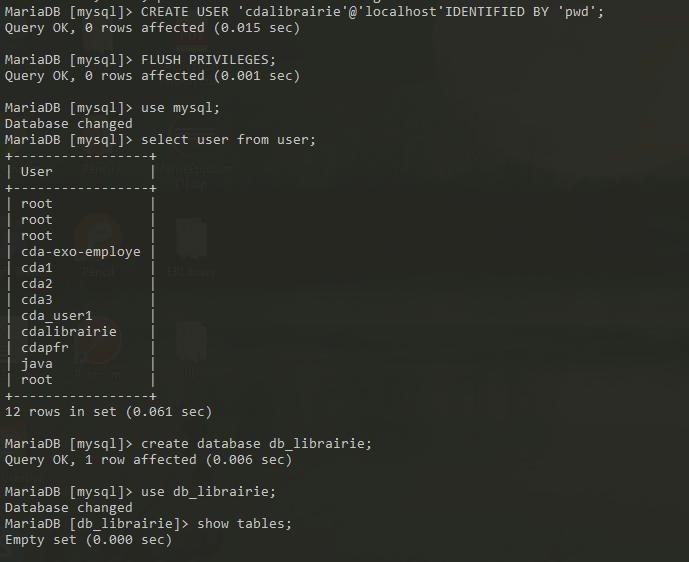 MariaDB [mysql]> CREATE USER 'cdalibrairie'@'localhost'IDENTIFIED BY 'pwd';
Query OK, 0 rows affected (0.015 sec)
MariaDB [mysql]> FLUSH PRIVILEGES;
Query OK, 0 rows affected (0.001 sec)
MariaDB [mysql]> use mysql;
Database changed
MariaDB [mysql]> select user from user;
+-----------------+
| User            |
+-----------------+
| root            |
| root            |
| root            |
| cda-exo-employe |
| cda1            |
| cda2            |
| cda3            |
| cda_user1       |
| cdalibrairie    |
| cdapfr          |
| java            |
| root            |
+-----------------+
12 rows in set (0.061 sec)
MariaDB [mysql]> create database db_librairie;
Query OK, 1 row affected (0.006 sec)
MariaDB [mysql]> use db_librairie;
Database changed
MariaDB [db_librairie]> show tables;
Empty set (0.000 sec)